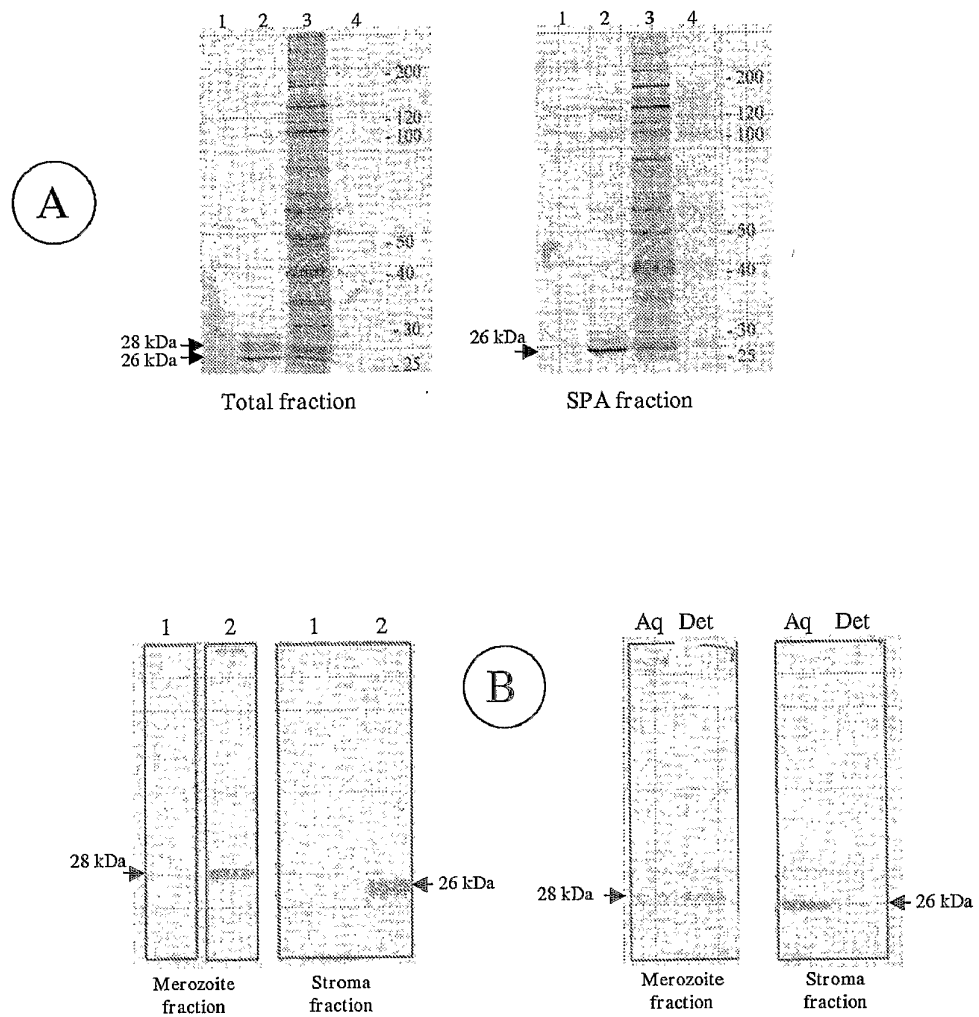 1 2 3 4
1 2 3 4
A
- 200
- 120
- 100
- 50
- 40
- 30
- 25
28 kDa
26 kDa
Total fraction
- 200
- 120
- 100
- 50
- 40
- 30
- 25
26 kDa
SPA fraction
B
1 2
1 2
28 kDa
26 kDa
Merozoite
fraction
Stroma
fraction
Aq Det
Aq Det
28 kDa
26 kDa
Merozoite
fraction
Stroma
fraction